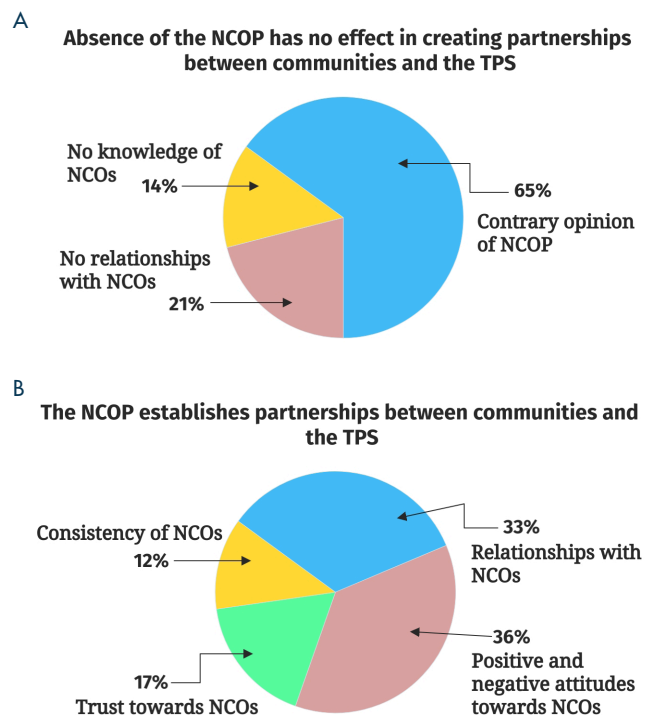 A
Absence of the NCOP has no effect in creating partnerships
between communities and the TPS
No knowledge of
NCOs
14%
65%
Contrary opinion
of NCOP
No relationships
with NCOs
21%
B
The NCOP establishes partnerships between communities and
the TPS
Consistency of NCOs
12%
33%
Relationships with
NCOs
36%
Positive and
negative attitudes
towards NCOs
17%
Trust towards NCOs